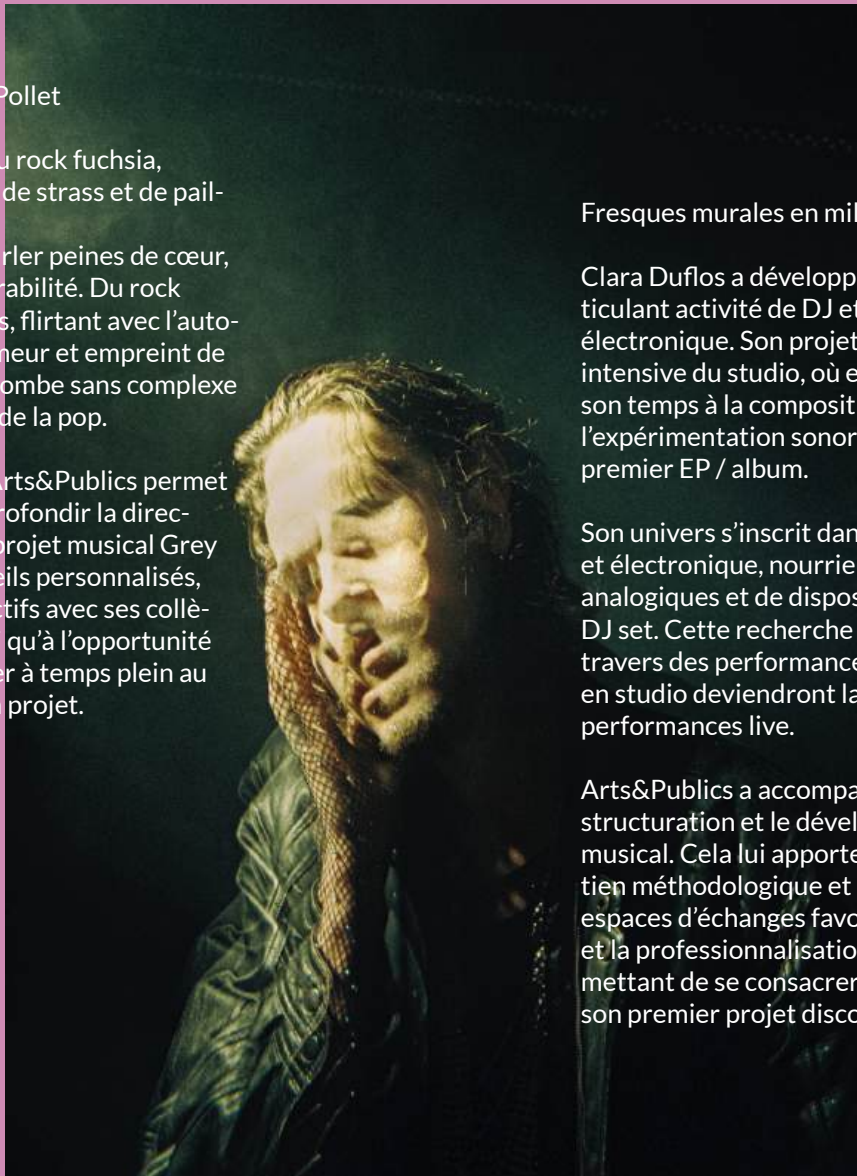 Pollet
u rock fuchsia,
de strass et de pail-
rler peines de cœur,
rabilité. Du rock
s, flirtant avec l'auto-
meur et empreint de
ombe sans complexe
de la pop.
Arts&Publics permet
rofondir la direc-
projet musical Grey
eils personnalisés,
ctifs avec ses collè-
qu'à l'opportunité
er à temps plein au
projet.
Fresques murales en mil
Clara Duflos a développ
ticulant activité de DJ et
électronique. Son projet
intensive du studio, où e
son temps à la composit
l'expérimentation sonor
premier EP / album.
Son univers s'inscrit dan
et électronique, nourrie
analogiques et de dispos
DJ set. Cette recherche
travers des performance
en studio deviendront la
performances live.
Arts&Publics a accompa
structuration et le dével
musical. Cela lui apporte
tien méthodologique et
espaces d'échanges favo
et la professionnalisatio
mettant de se consacrer
son premier projet disco